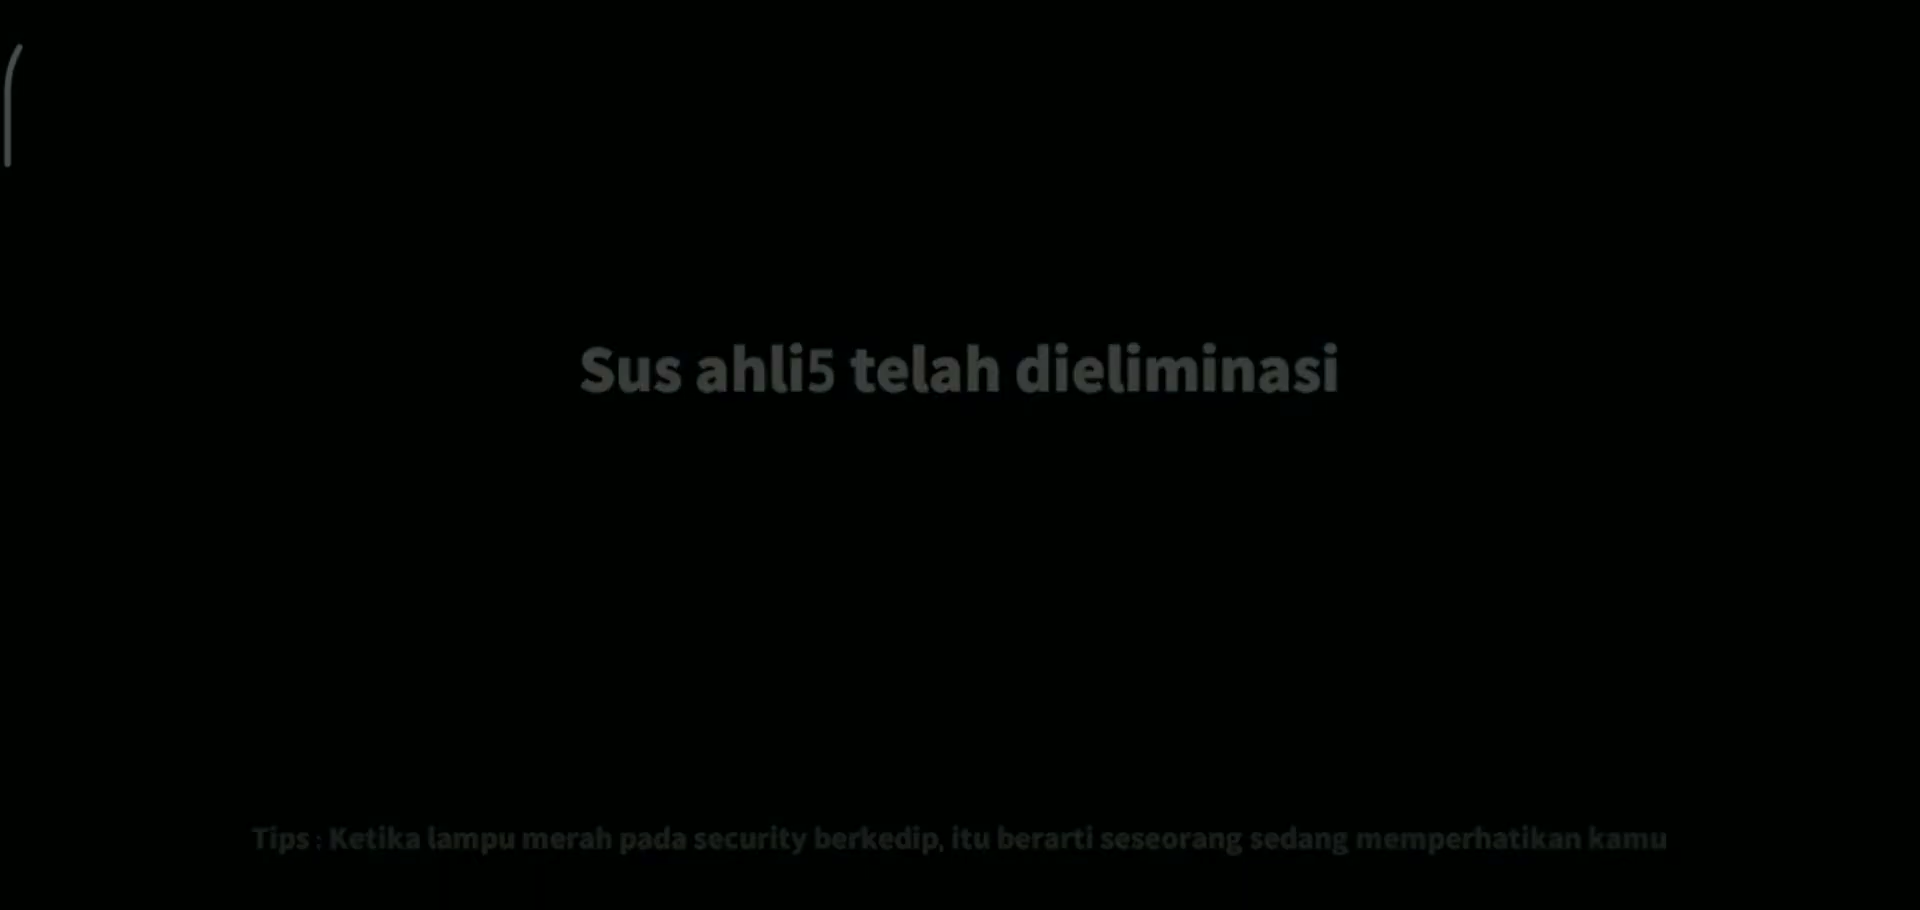 Sus ahli5 telah dieliminasi
Tips : Ketika lampu merah pada security berkedip, itu berarti seseorang sedang memperhatikan kamu